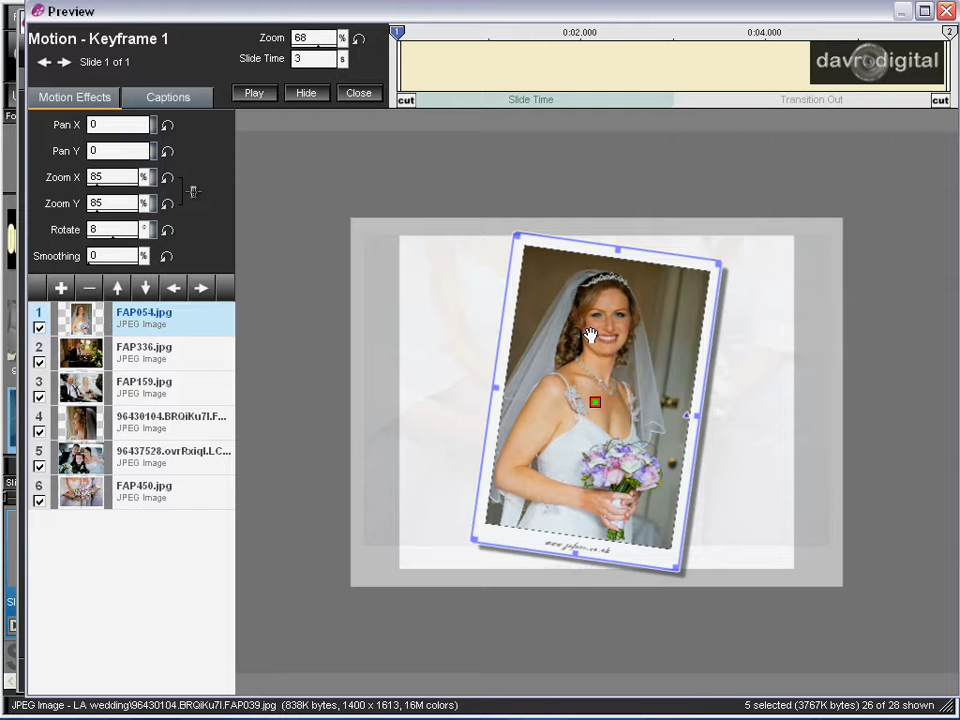 Preview
Motion - Keyframe 1
Slide 1 of 1
Zoom 68 %
Slide Time 3 s
Play Hide Close
Motion Effects Captions
1 0:02.000 0:04.000 2
davrodigital
cut Slide Time Transition Out cut
Pan X 0
Pan Y 0
Zoom X 85 %
Zoom Y 85 %
Rotate 8 °
Smoothing 0 %
1 FAP054.jpg
JPEG Image
2 FAP336.jpg
JPEG Image
3 FAP159.jpg
JPEG Image
4 96430104.BRQiKu7I.F...
JPEG Image
5 96437528.ovrRxiqI.LC...
JPEG Image
6 FAP450.jpg
JPEG Image
JPEG Image - LA wedding\96430104.BRQiKu7I.FAP039.jpg (838K bytes, 1400 x 1613, 16M colors)
5 selected (3767K bytes) 26 of 28 shown